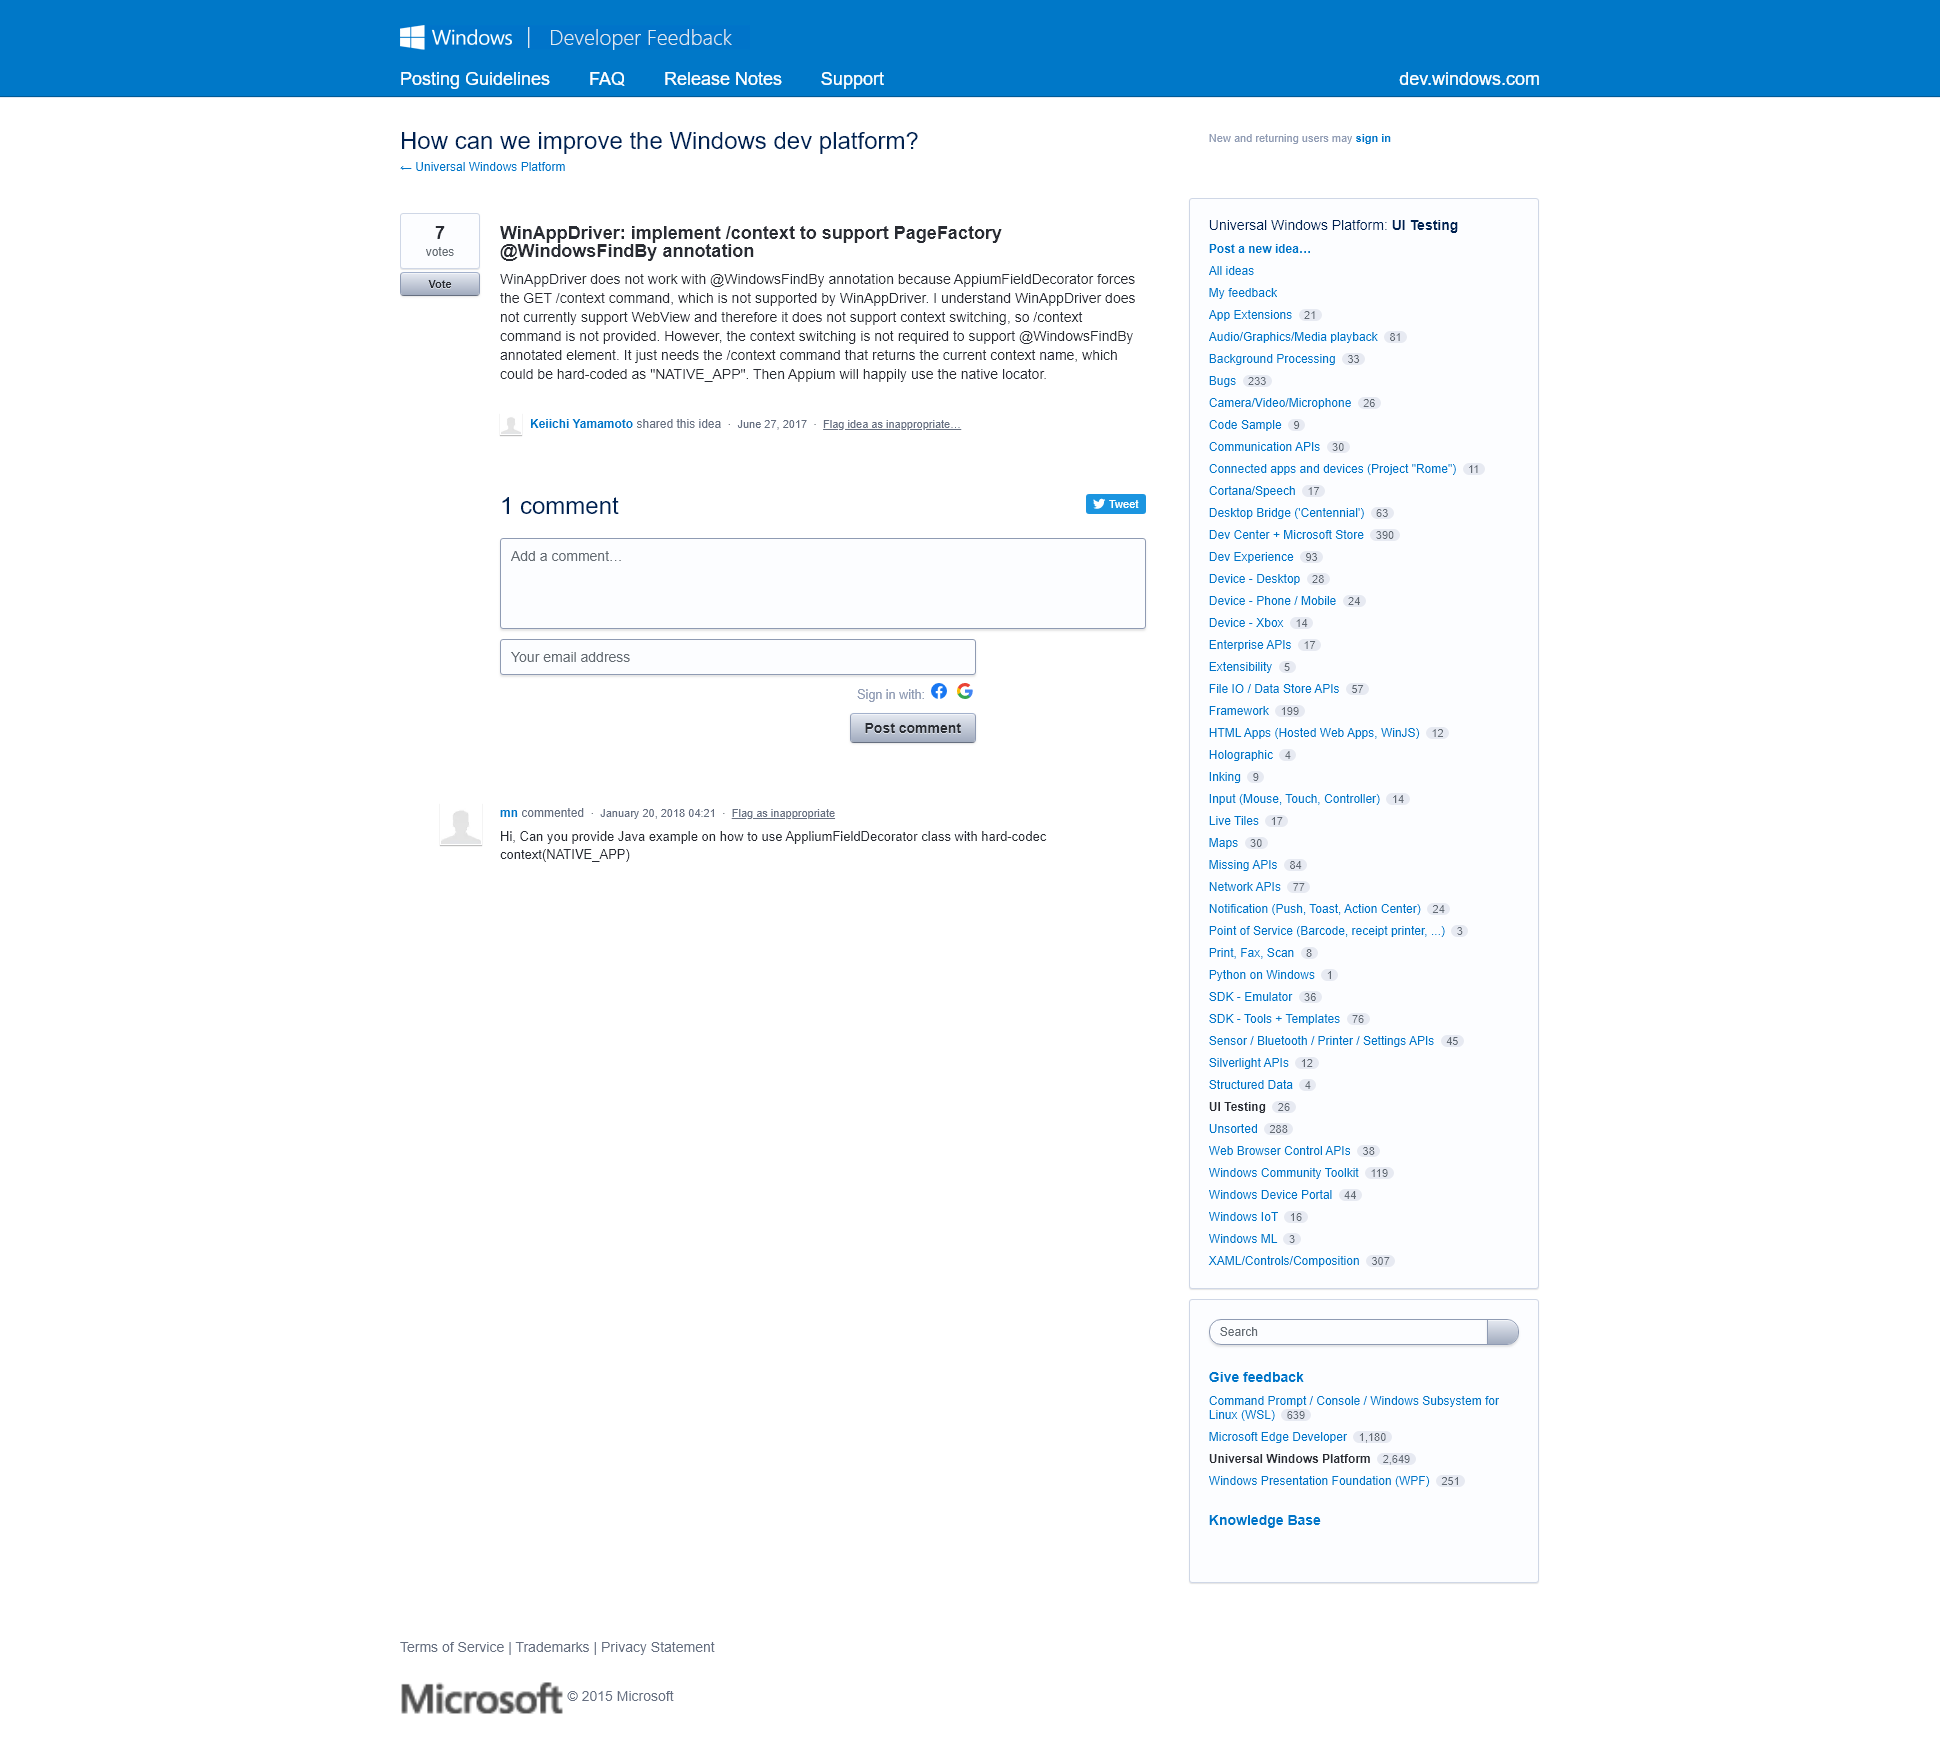 Windows | Developer Feedback
Posting Guidelines FAQ Release Notes Support dev.windows.com
How can we improve the Windows dev platform?
← Universal Windows Platform
New and returning users may sign in
7
votes
Vote
WinAppDriver: implement /context to support PageFactory
@WindowsFindBy annotation
WinAppDriver does not work with @WindowsFindBy annotation because AppiumFieldDecorator forces
the GET /context command, which is not supported by WinAppDriver. I understand WinAppDriver does
not currently support WebView and therefore it does not support context switching, so /context
command is not provided. However, the context switching is not required to support @WindowsFindBy
annotated element. It just needs the /context command that returns the current context name, which
could be hard-coded as "NATIVE_APP". Then Appium will happily use the native locator.
Keiichi Yamamoto shared this idea · June 27, 2017 · Flag idea as inappropriate…
1 comment
Tweet
Add a comment…
Your email address
Sign in with:
Post comment
mn commented · January 20, 2018 04:21 · Flag as inappropriate
Hi, Can you provide Java example on how to use AppliumFieldDecorator class with hard-codec
context(NATIVE_APP)
Universal Windows Platform: UI Testing
Post a new idea…
All ideas
My feedback
App Extensions 21
Audio/Graphics/Media playback 81
Background Processing 33
Bugs 233
Camera/Video/Microphone 26
Code Sample 9
Communication APIs 30
Connected apps and devices (Project "Rome") 11
Cortana/Speech 17
Desktop Bridge ('Centennial') 63
Dev Center + Microsoft Store 390
Dev Experience 93
Device - Desktop 28
Device - Phone / Mobile 24
Device - Xbox 14
Enterprise APIs 17
Extensibility 5
File IO / Data Store APIs 57
Framework 199
HTML Apps (Hosted Web Apps, WinJS) 12
Holographic 4
Inking 9
Input (Mouse, Touch, Controller) 14
Live Tiles 17
Maps 30
Missing APIs 84
Network APIs 77
Notification (Push, Toast, Action Center) 24
Point of Service (Barcode, receipt printer, ...) 3
Print, Fax, Scan 8
Python on Windows 1
SDK - Emulator 36
SDK - Tools + Templates 76
Sensor / Bluetooth / Printer / Settings APIs 45
Silverlight APIs 12
Structured Data 4
UI Testing 26
Unsorted 288
Web Browser Control APIs 38
Windows Community Toolkit 119
Windows Device Portal 44
Windows IoT 16
Windows ML 3
XAML/Controls/Composition 307
Search
Give feedback
Command Prompt / Console / Windows Subsystem for
Linux (WSL) 639
Microsoft Edge Developer 1,180
Universal Windows Platform 2,649
Windows Presentation Foundation (WPF) 251
Knowledge Base
Terms of Service | Trademarks | Privacy Statement
Microsoft © 2015 Microsoft